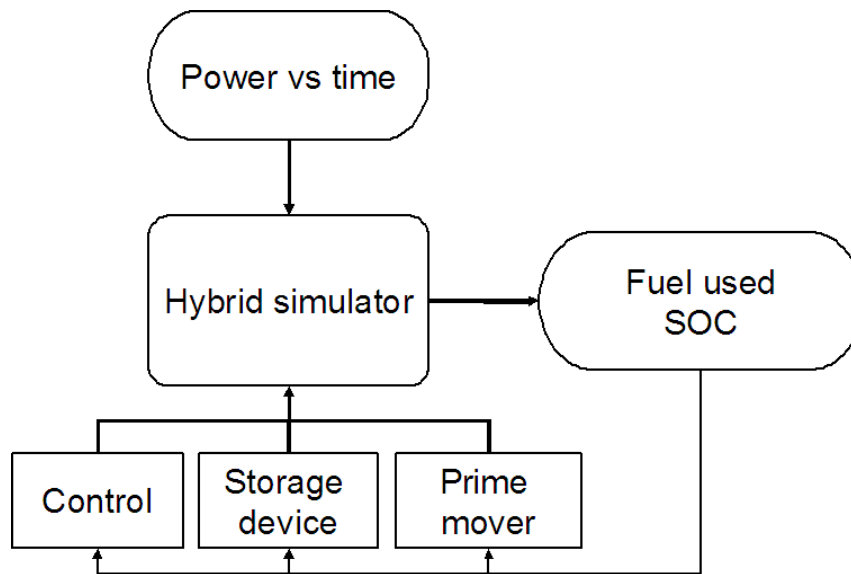 Power vs time
Hybrid simulator
Fuel used
SOC
Control
Storage
device
Prime
mover